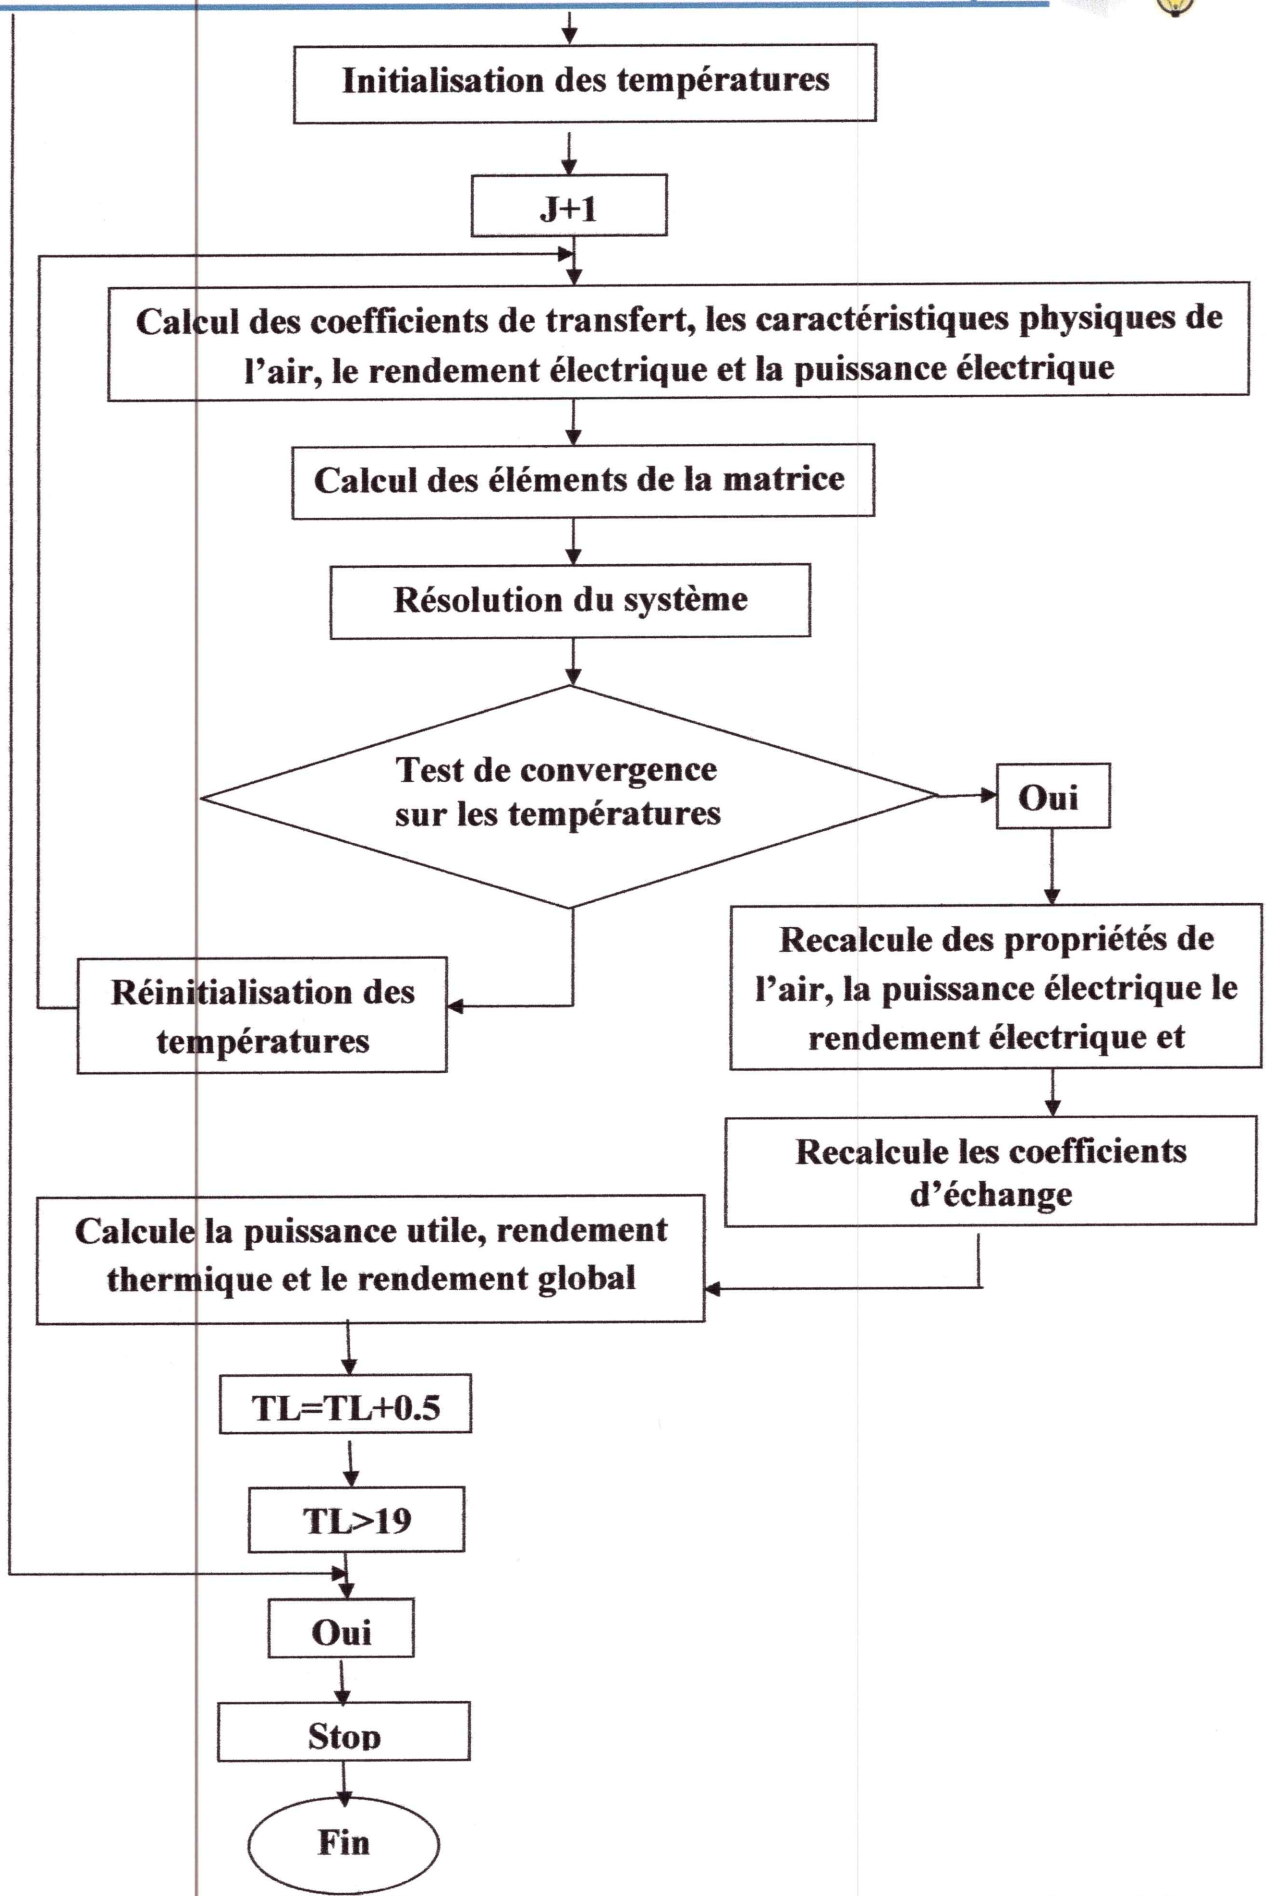 Initialisation des températures
J+1
Calcul des coefficients de transfert, les caractéristiques physiques de
l'air, le rendement électrique et la puissance électrique
Calcul des éléments de la matrice
Résolution du système
Test de convergence
sur les températures
Oui
Recalcule des propriétés de
l'air, la puissance électrique le
rendement électrique et
Réinitialisation des
températures
Recalcule les coefficients
d'échange
Calcule la puissance utile, rendement
thermique et le rendement global
TL=TL+0.5
TL>19
Oui
Stop
Fin